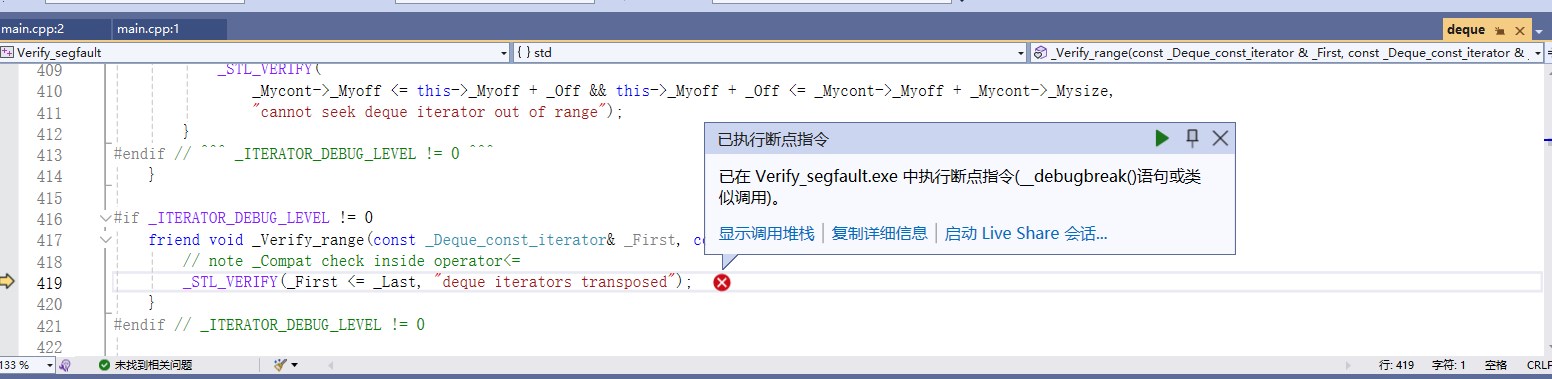 main.cpp:2 main.cpp:1 deque
Verify_segfault { } std _Verify_range(const _Deque_const_iterator & _First, const _Deque_const_iterator & _
409 _STL_VERIFY(
410 _Mycont->_Myoff <= this->_Myoff + _Off && this->_Myoff + _Off <= _Mycont->_Myoff + _Mycont->_Mysize,
411 "cannot seek deque iterator out of range");
412 }
413 #endif // ^^^ _ITERATOR_DEBUG_LEVEL != 0 ^^^
414 }
415
416 #if _ITERATOR_DEBUG_LEVEL != 0
417 friend void _Verify_range(const _Deque_const_iterator& _First, co
418 // note _Compat check inside operator<=
419 _STL_VERIFY(_First <= _Last, "deque iterators transposed");
420 }
421 #endif // _ITERATOR_DEBUG_LEVEL != 0
422
已执行断点指令
已在 Verify_segfault.exe 中执行断点指令(__debugbreak()语句或类
似调用)。
显示调用堆栈 | 复制详细信息 | 启动 Live Share 会话...
133 % 未找到相关问题 行: 419 字符: 1 空格 CRLF